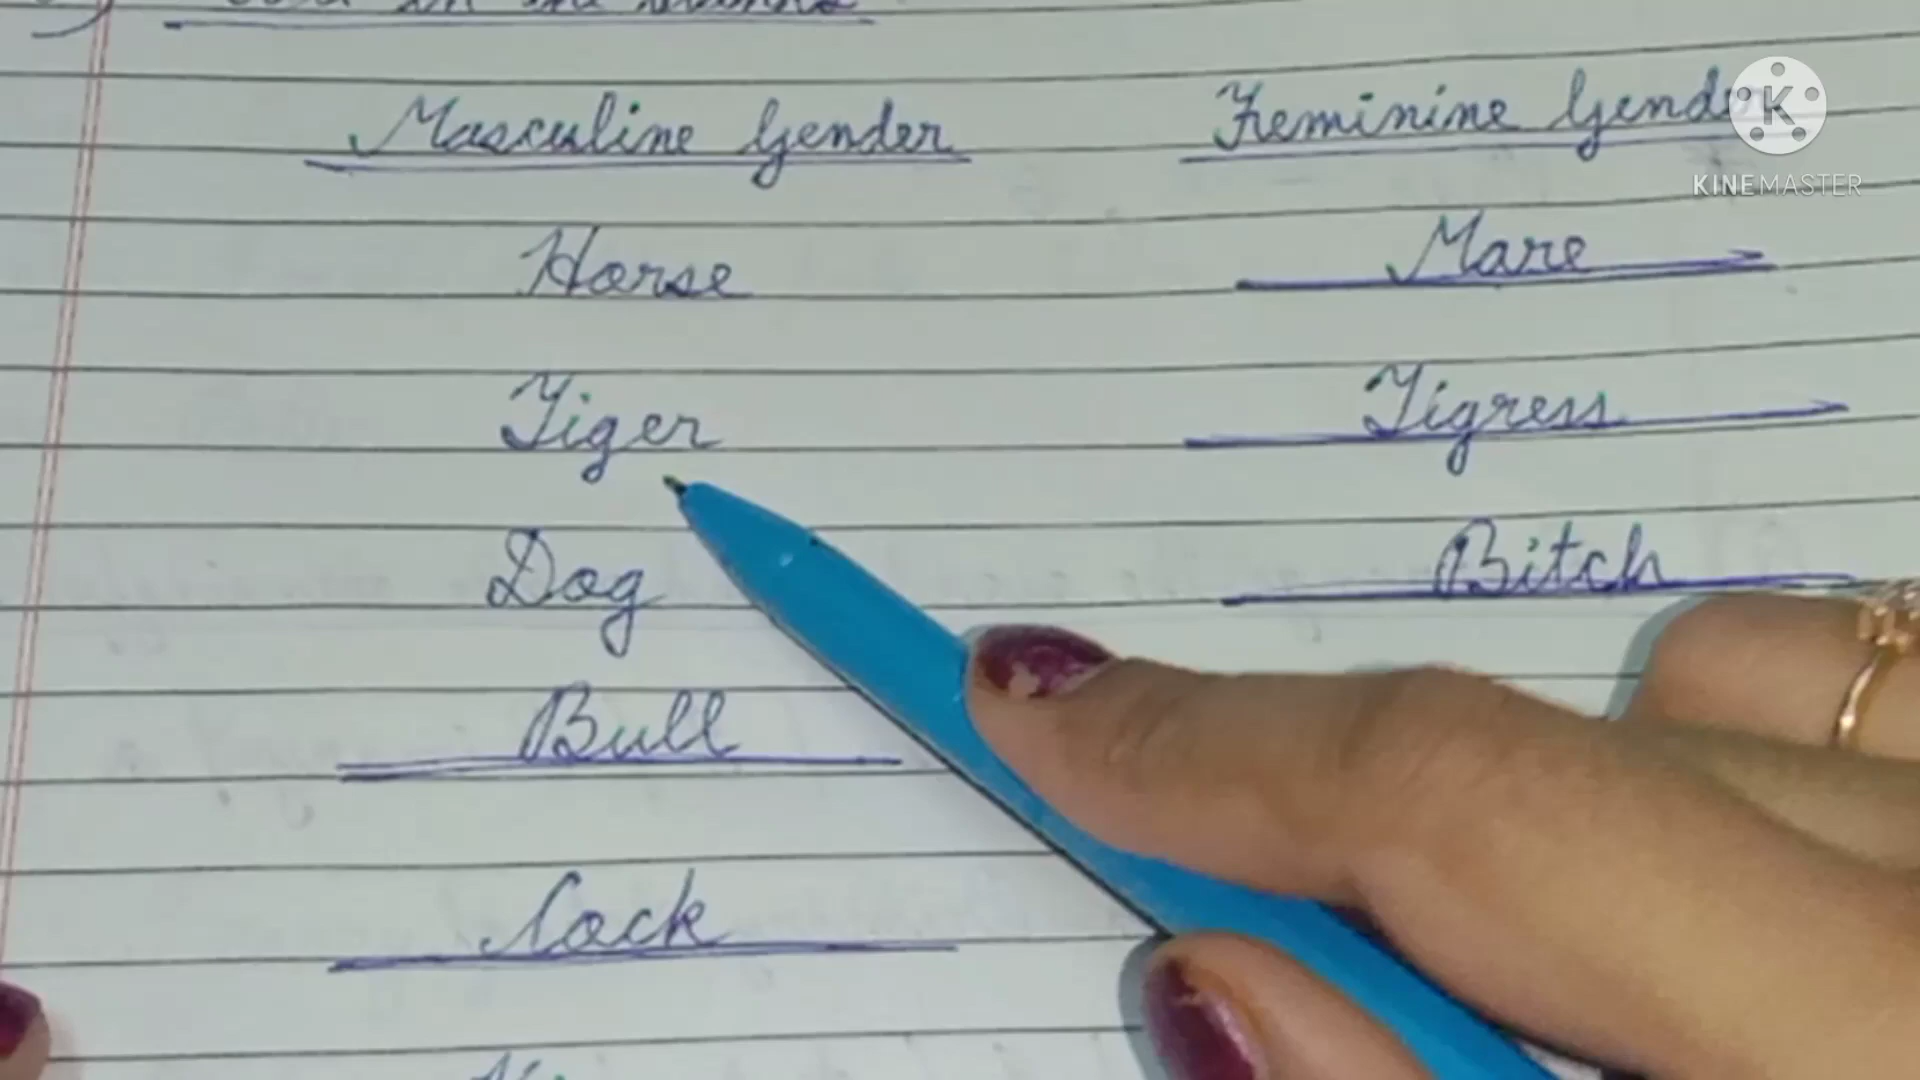 Masculine Gender Feminine Gender
Horse Mare
Tiger Tigress
Dog Bitch
Bull
Cock
K
KINEMASTER